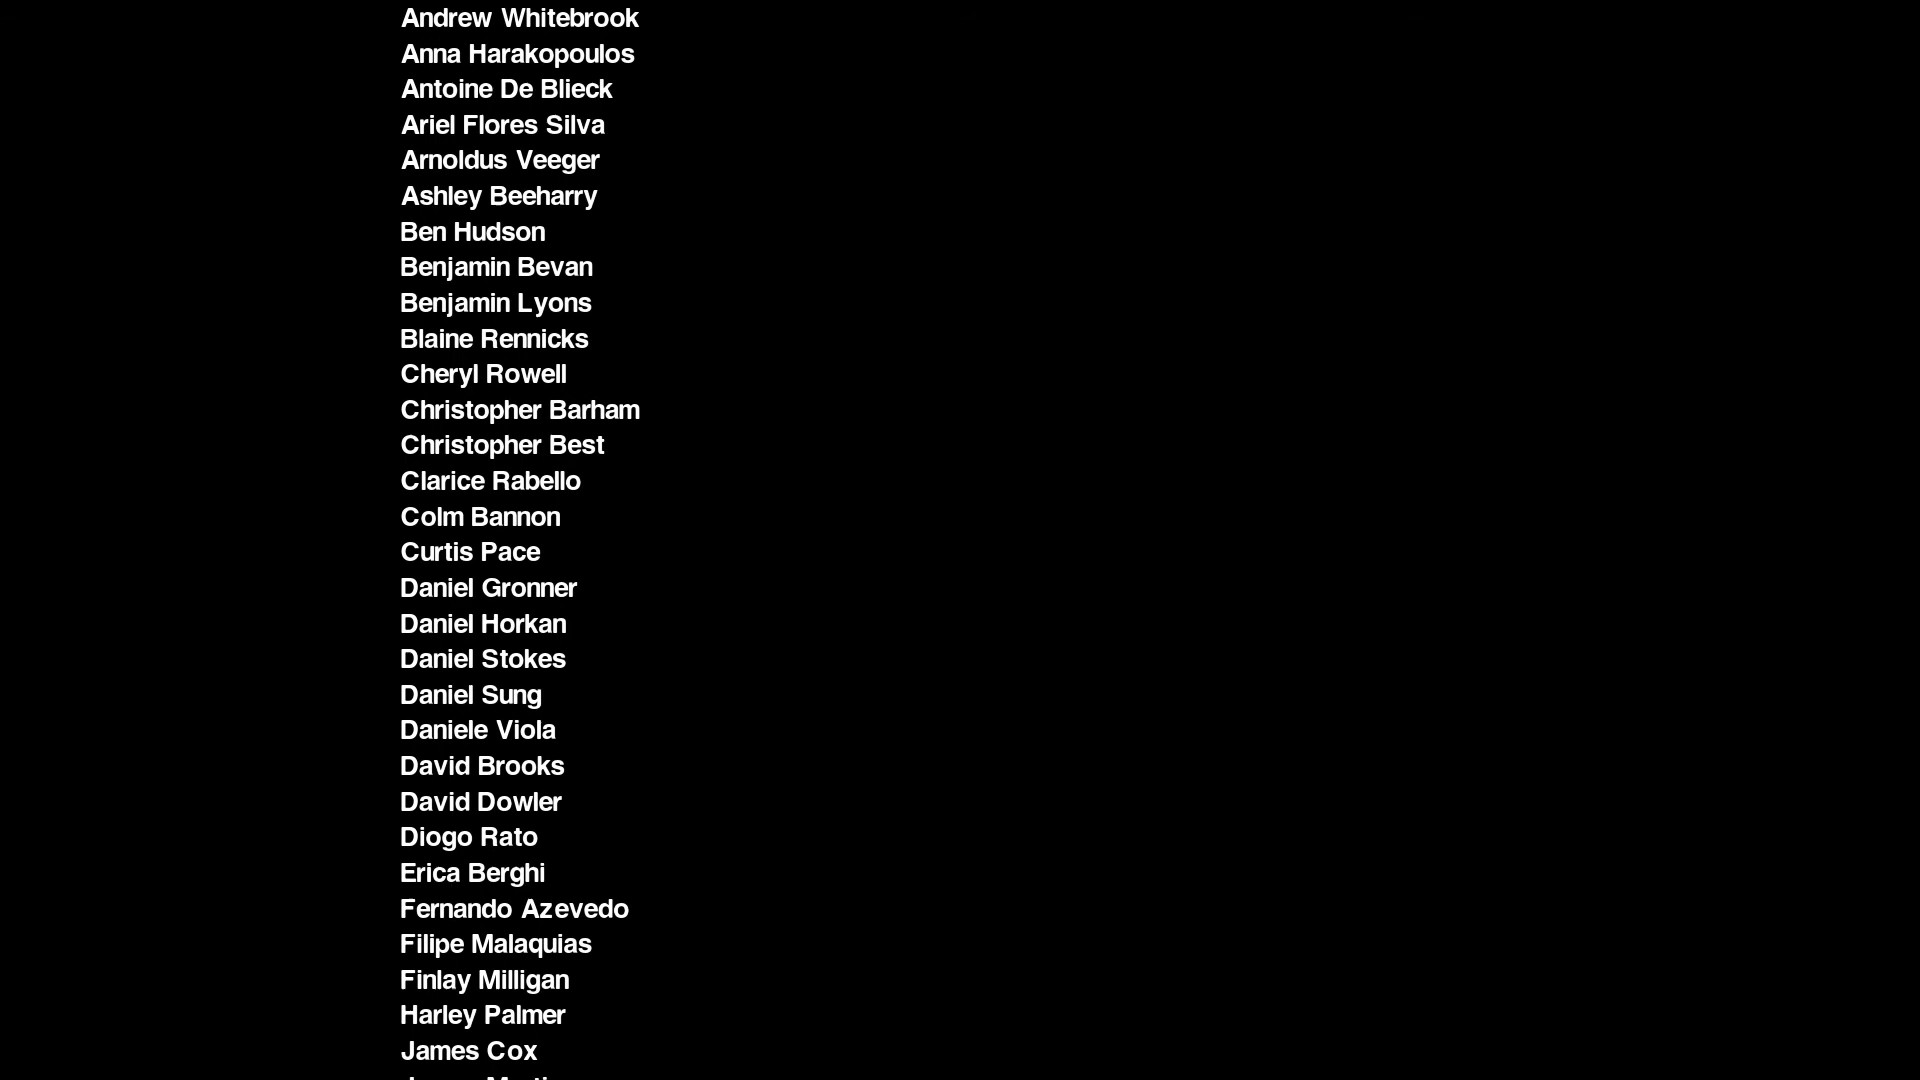 Andrew Whitebrook
Anna Harakopoulos
Antoine De Blieck
Ariel Flores Silva
Arnoldus Veeger
Ashley Beeharry
Ben Hudson
Benjamin Bevan
Benjamin Lyons
Blaine Rennicks
Cheryl Rowell
Christopher Barham
Christopher Best
Clarice Rabello
Colm Bannon
Curtis Pace
Daniel Gronner
Daniel Horkan
Daniel Stokes
Daniel Sung
Daniele Viola
David Brooks
David Dowler
Diogo Rato
Erica Berghi
Fernando Azevedo
Filipe Malaquias
Finlay Milligan
Harley Palmer
James Cox